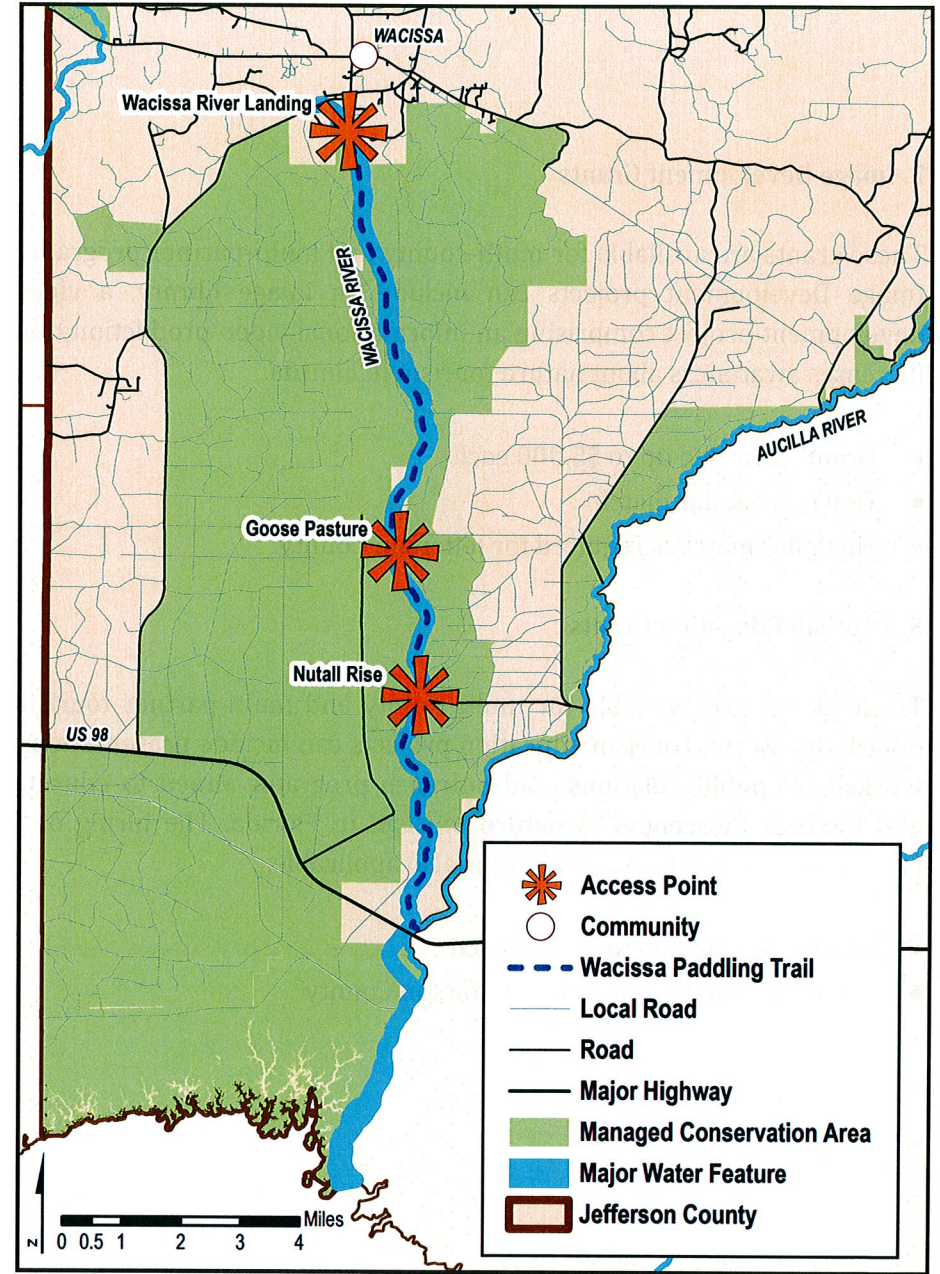 WACISSA
Wacissa River Landing
WACISSA RIVER
AUCILLA RIVER
Goose Pasture
Nutall Rise
US 98
Access Point
Community
Wacissa Paddling Trail
Local Road
Road
Major Highway
Managed Conservation Area
Major Water Feature
Jefferson County
Miles
N 0 0.5 1 2 3 4